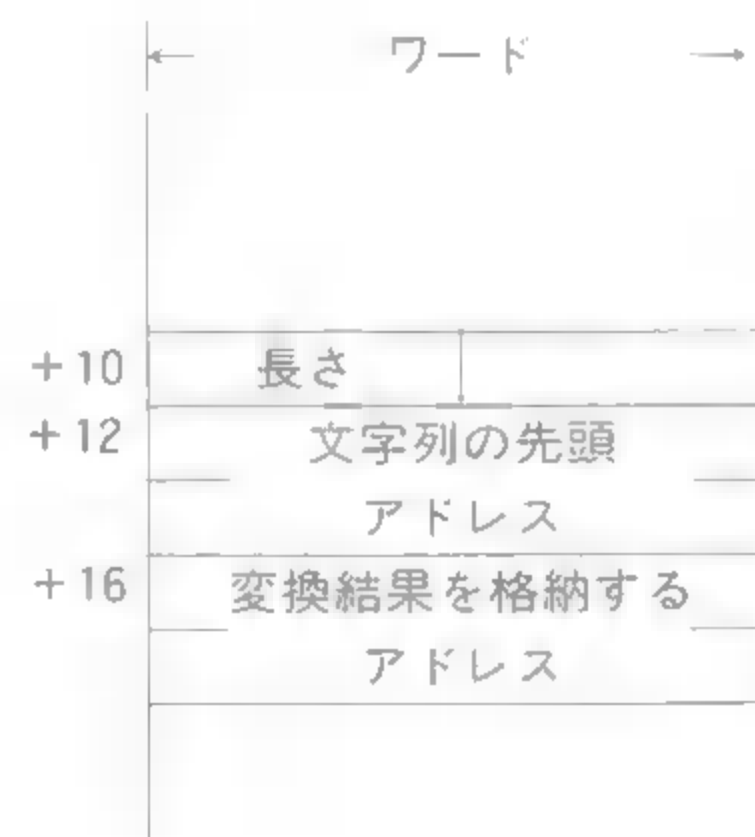 ワード
+10 長さ
+12 文字列の先頭
アドレス
+16 変換結果を格納する
アドレス